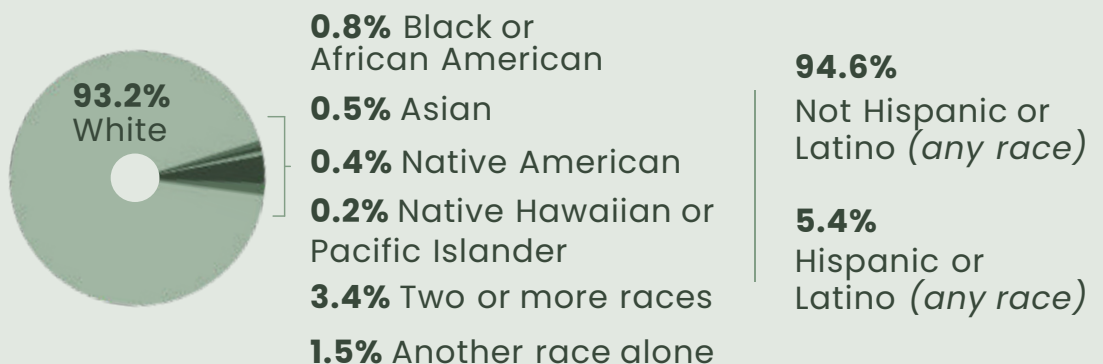 93.2%
White
0.8% Black or
African American
0.5% Asian
0.4% Native American
0.2% Native Hawaiian or
Pacific Islander
3.4% Two or more races
1.5% Another race alone
94.6%
Not Hispanic or
Latino (any race)
5.4%
Hispanic or
Latino (any race)